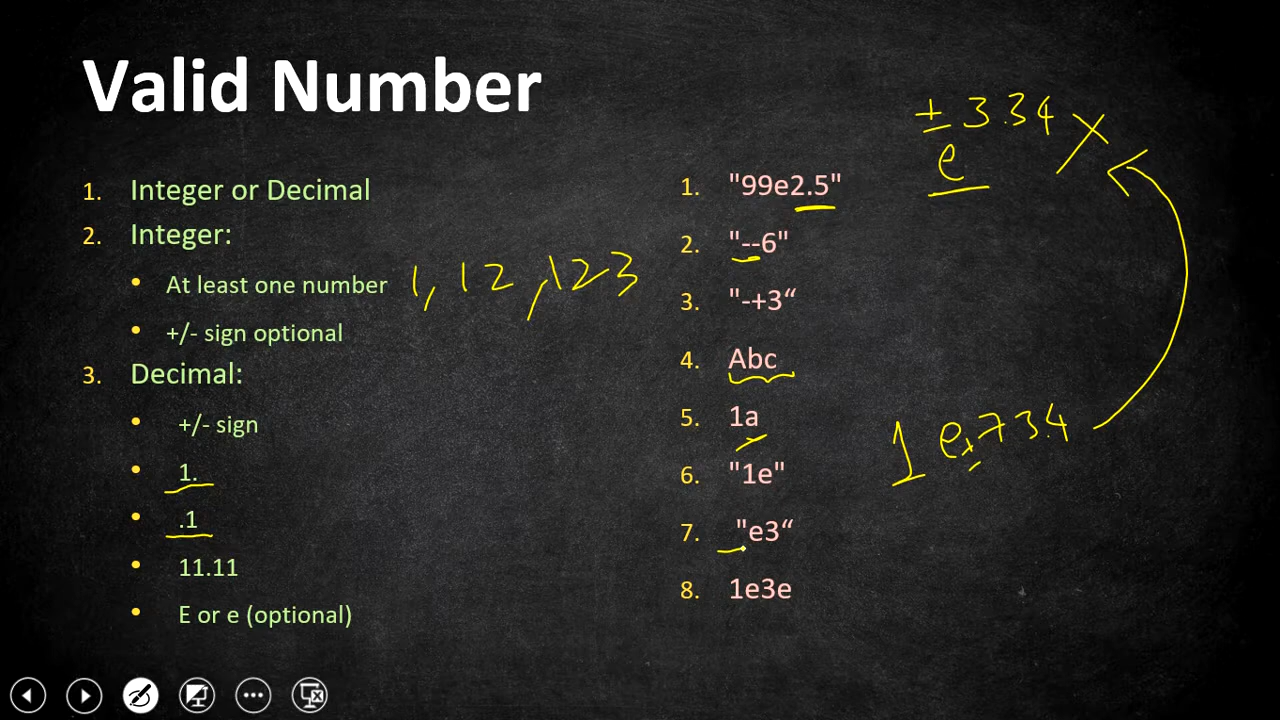 Valid Number
1. Integer or Decimal
2. Integer:
• At least one number 1, 12, 123
• +/- sign optional
3. Decimal:
• +/- sign
• 1.
• .1
• 11.11
• E or e (optional)
1. "99e2.5"
2. "--6"
3. "-+3“
4. Abc
5. 1a
6. "1e"
7. "e3“
8. 1e3e
± 3.34
e